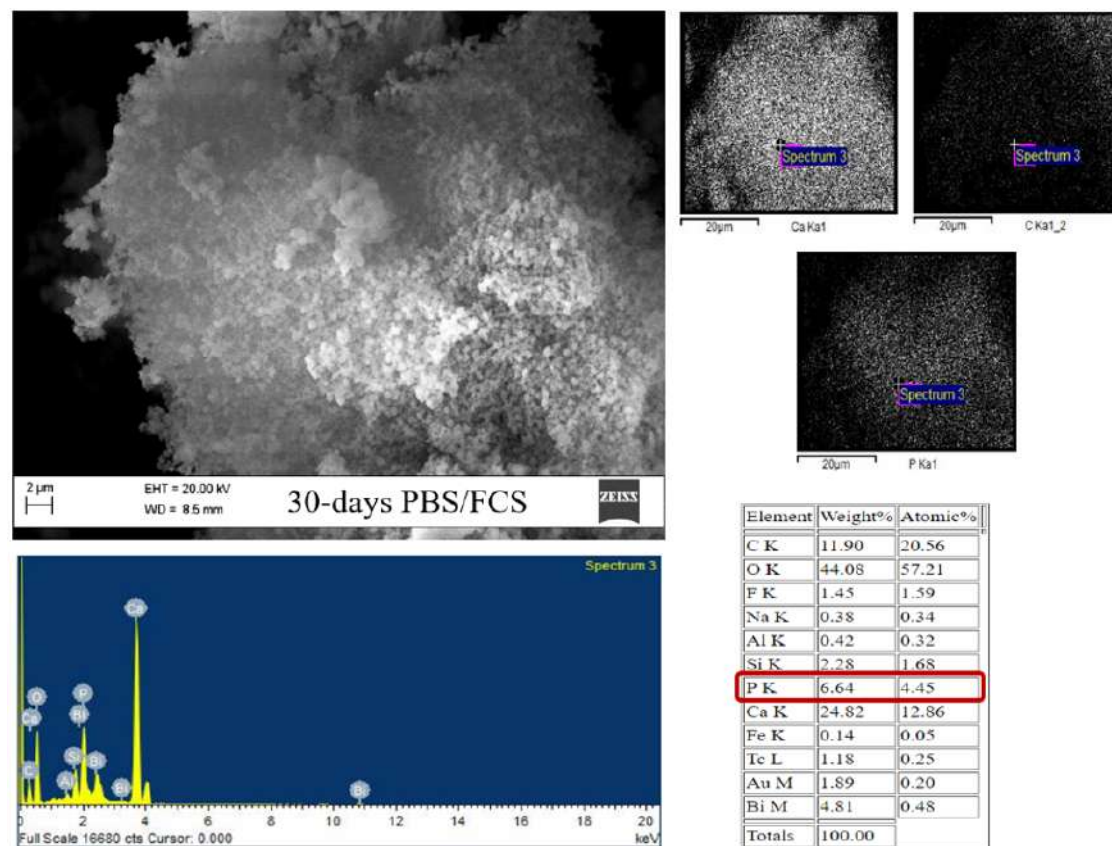 Spectrum 3
20µm Ca Ka1
Spectrum 3
20µm C Ka1_2
Spectrum 3
20µm P Ka1
2 µm
EHT = 20.00 kV
WD = 8.5 mm
30-days PBS/FCS
ZEISS
Spectrum 3
Ca
O
P
Ca
Bi
Si
Bi
C
Al
Bi
Bi
0 2 4 6 8 10 12 14 16 18 20
Full Scale 16680 cts Cursor: 0.000 keV
Element Weight% Atomic%
C K 11.90 20.56
O K 44.08 57.21
F K 1.45 1.59
Na K 0.38 0.34
Al K 0.42 0.32
Si K 2.28 1.68
P K 6.64 4.45
Ca K 24.82 12.86
Fe K 0.14 0.05
Tc L 1.18 0.25
Au M 1.89 0.20
Bi M 4.81 0.48
Totals 100.00